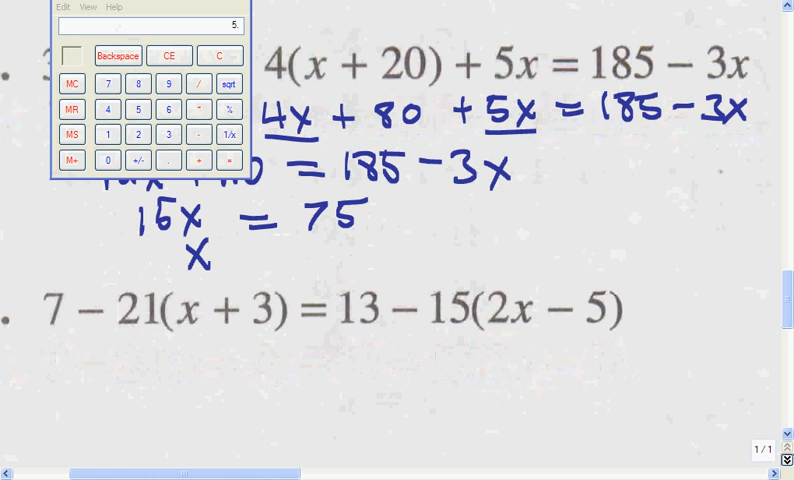 Edit View Help
5.
. 3 4(x + 20) + 5x = 185 − 3x
Backspace CE C
MC 7 8 9 / sqrt
MR 4 5 6 * %
MS 1 2 3 - 1/x
M+ 0 +/- . + =
4x + 80 + 5x = 185 − 3x
= 185 − 3x
15x = 75
x
. 7 − 21(x + 3) = 13 − 15(2x − 5)
1 / 1